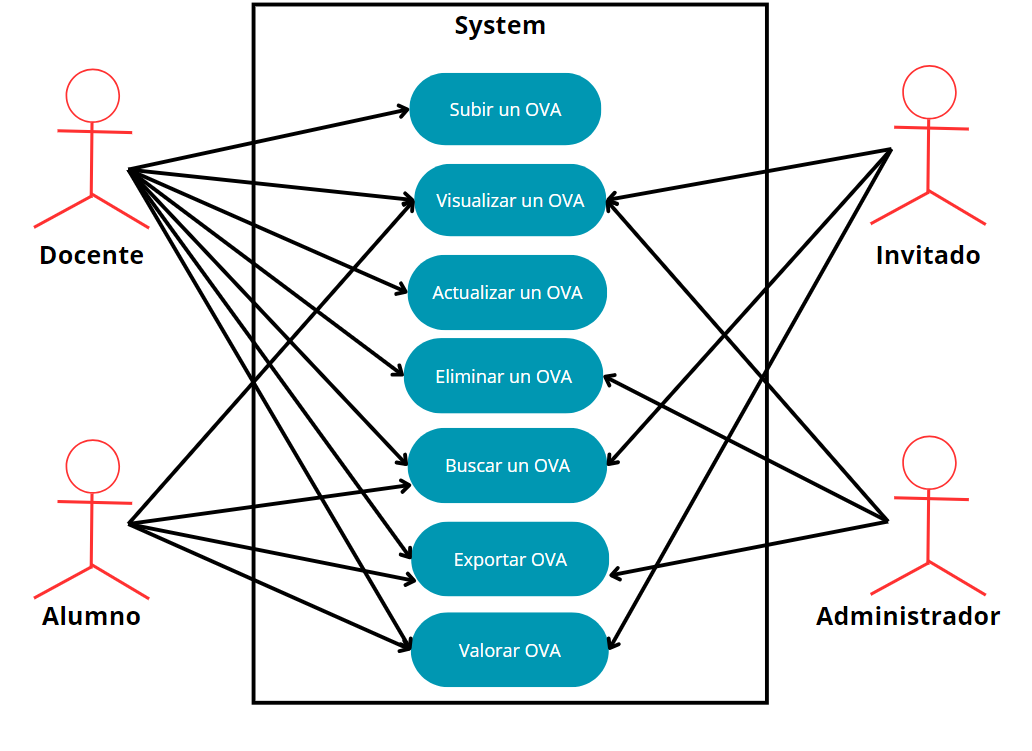 System
Subir un OVA
Visualizar un OVA
Docente
Invitado
Actualizar un OVA
Eliminar un OVA
Buscar un OVA
Exportar OVA
Alumno
Administrador
Valorar OVA